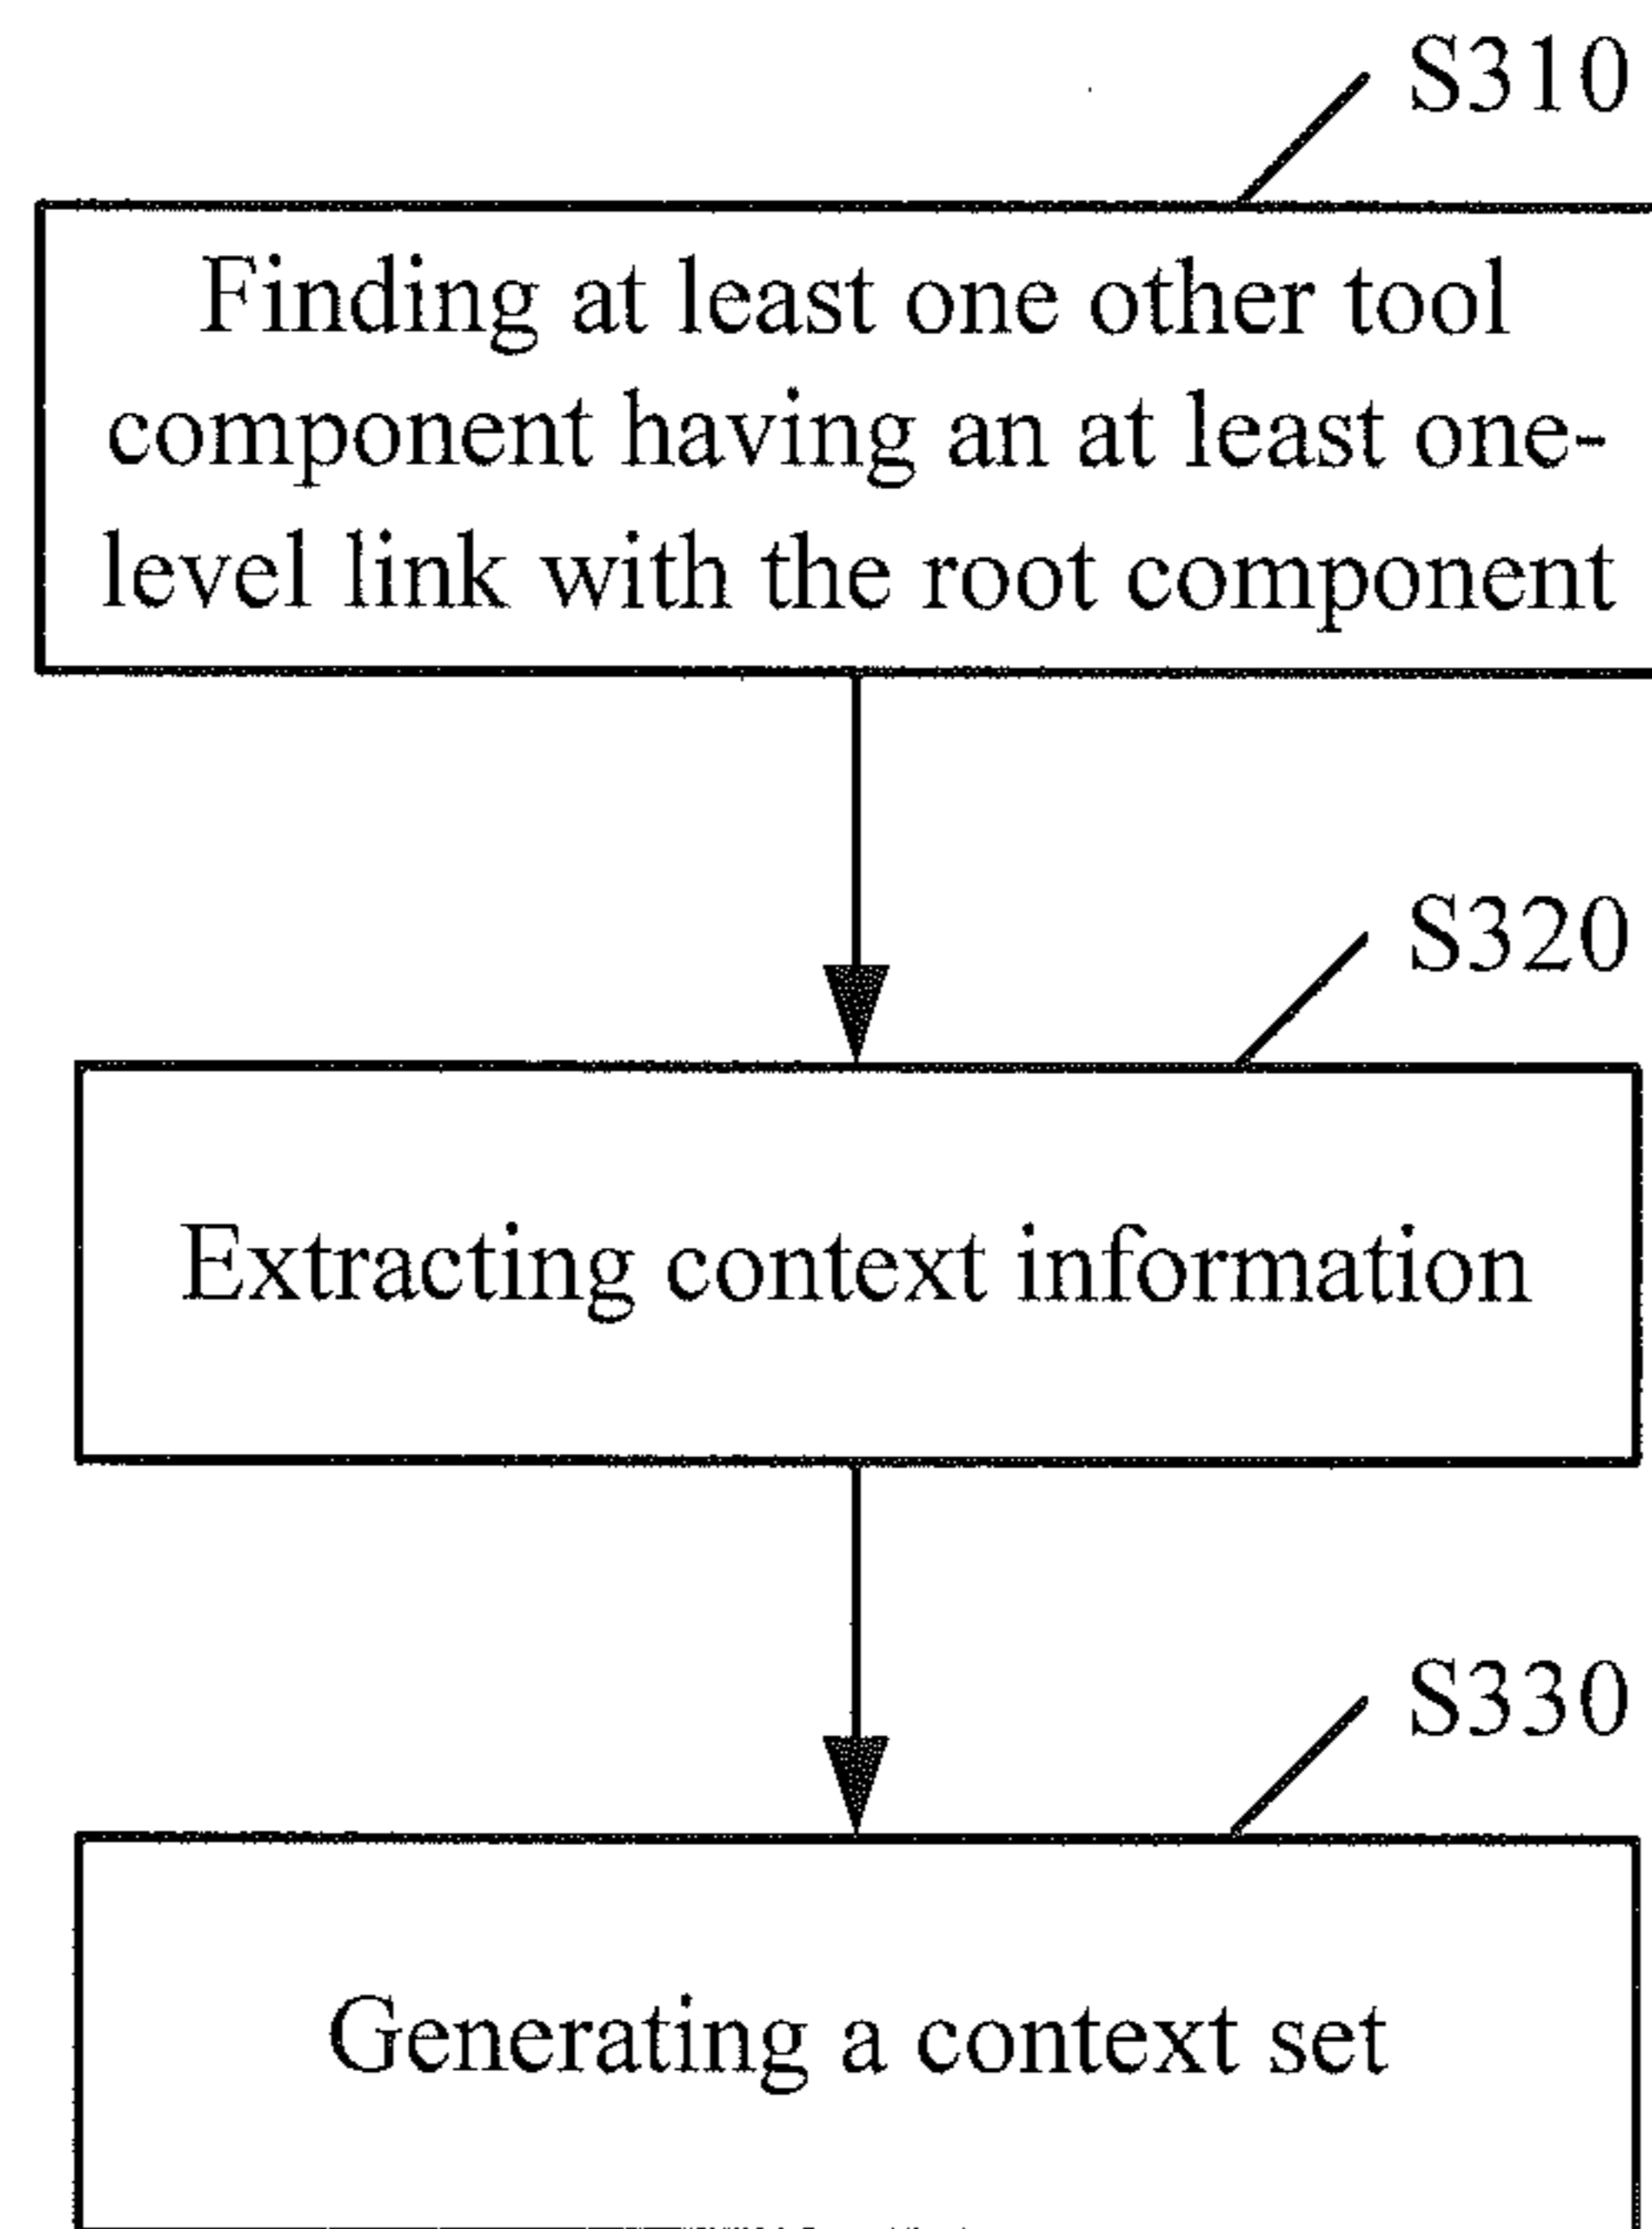 S310
Finding at least one other tool
component having an at least one-
level link with the root component
S320
Extracting context information
S330
Generating a context set